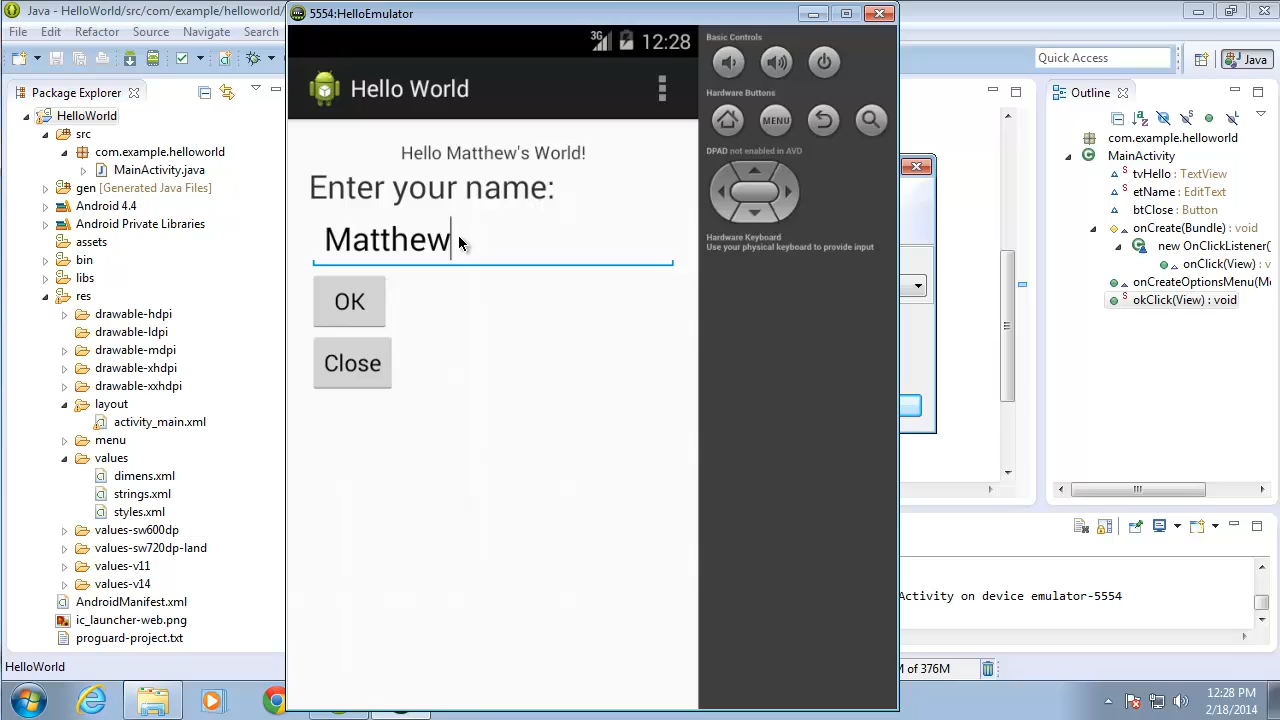 Java - HelloWorld/src/com/example/helloworld/
5554:HelloEmulator
File Edit Refactor Source Navigate Search
Quick Access
Java
Package Explorer
HelloWorld
src
com.example.helloworld
MainActivity.java
gen [Generated Java Files]
Android 4.4
Android Private Libraries
assets
bin
libs
res
drawable-hdpi
drawable-ldpi
drawable-mdpi
drawable-xhdpi
drawable-xxhdpi
layout
activity_main.xml
menu
values
dimens.xml
strings.xml
styles.xml
values-sw600dp
values-sw720dp-land
values-v11
values-v14
AndroidManifest.xml
ic_launcher-web.png
proguard-project.txt
HelloWorld
3G 12:28
Hello World
Hello Matthew's World!
Enter your name:
Matthew
OK
Close
Basic Controls
Hardware Buttons
MENU
DPAD not enabled in AVD
Hardware Keyboard
Use your physical keyboard to provide input
Outline
com.example.helloworld
MainActivity
tvHello : TextView
etName : EditText
btClose : Button
onCreate(Bundle) : void
new OnClickListener
onClick(View) : vo
onCreateOptionsMenu(M
okClick(View) : void
Activity on device emulator-5554
M of 376M
12:28 PM
2/18/2014